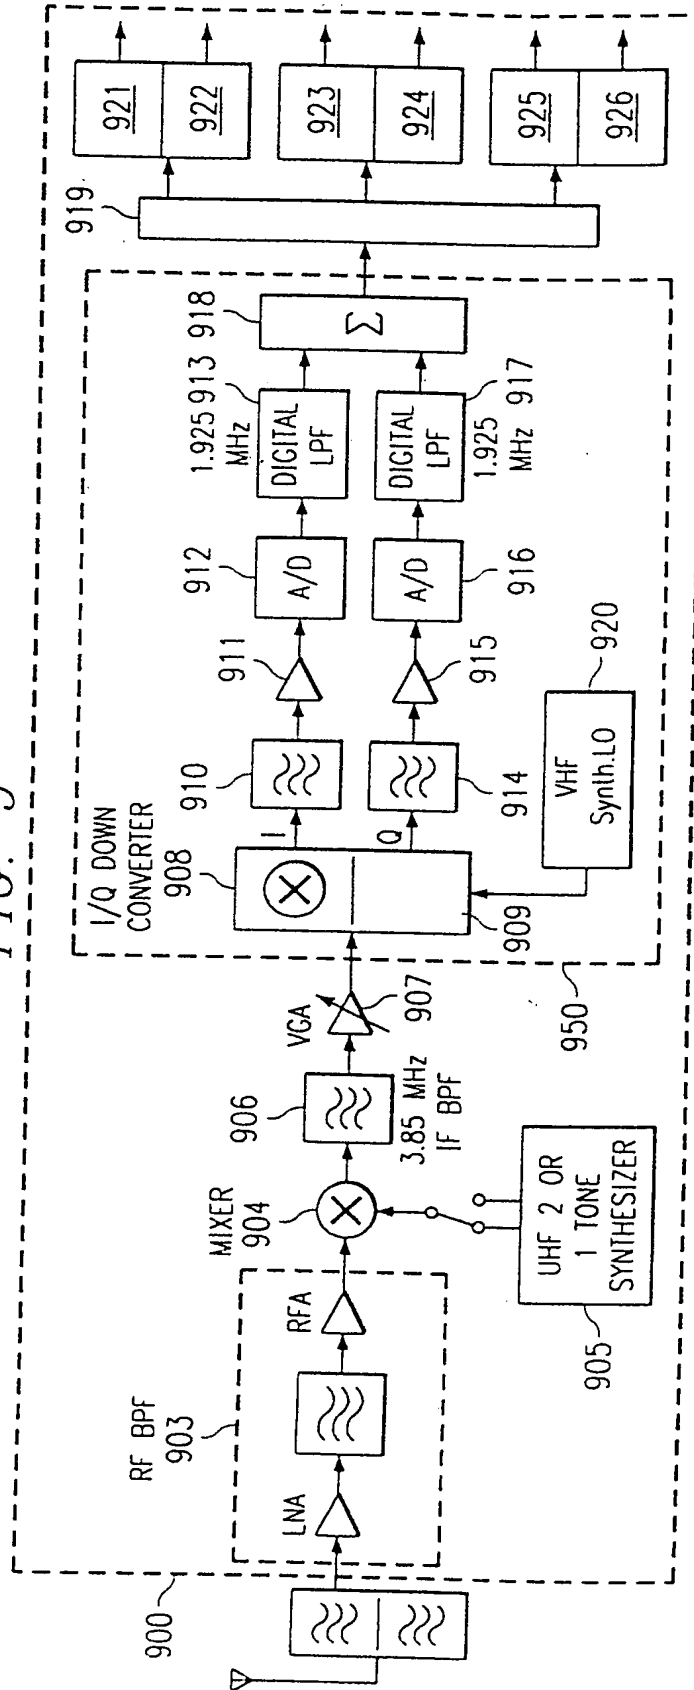 FIG. 9
900
RF BPF
903
LNA
RFA
MIXER
904
UHF 2 OR
1 TONE
SYNTHESIZER
905
906
3.85 MHz
IF BPF
VGA
907
I/Q DOWN
CONVERTER
908
909
I
Q
910
911
912
A/D
1.925
MHz
913
DIGITAL
LPF
914
915
916
A/D
DIGITAL
LPF
1.925
MHz
917
918
Σ
VHF
Synth.LO
920
950
919
921
922
923
924
925
926